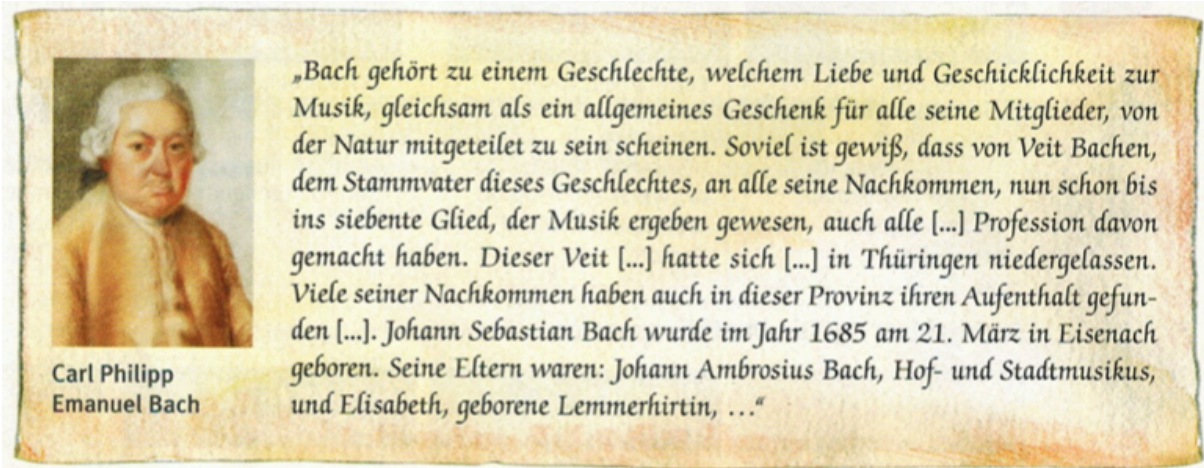 „Bach gehört zu einem Geschlechte, welchem Liebe und Geschicklichkeit zur
Musik, gleichsam als ein allgemeines Geschenk für alle seine Mitglieder, von
der Natur mitgeteilet zu sein scheinen. Soviel ist gewiß, dass von Veit Bachen,
dem Stammvater dieses Geschlechtes, an alle seine Nachkommen, nun schon bis
ins siebente Glied, der Musik ergeben gewesen, auch alle [...] Profession davon
gemacht haben. Dieser Veit [...] hatte sich [...] in Thüringen niedergelassen.
Viele seiner Nachkommen haben auch in dieser Provinz ihren Aufenthalt gefun-
den [...]. Johann Sebastian Bach wurde im Jahr 1685 am 21. März in Eisenach
geboren. Seine Eltern waren: Johann Ambrosius Bach, Hof- und Stadtmusikus,
und Elisabeth, geborene Lemmerhirtin, ...“
Carl Philipp
Emanuel Bach